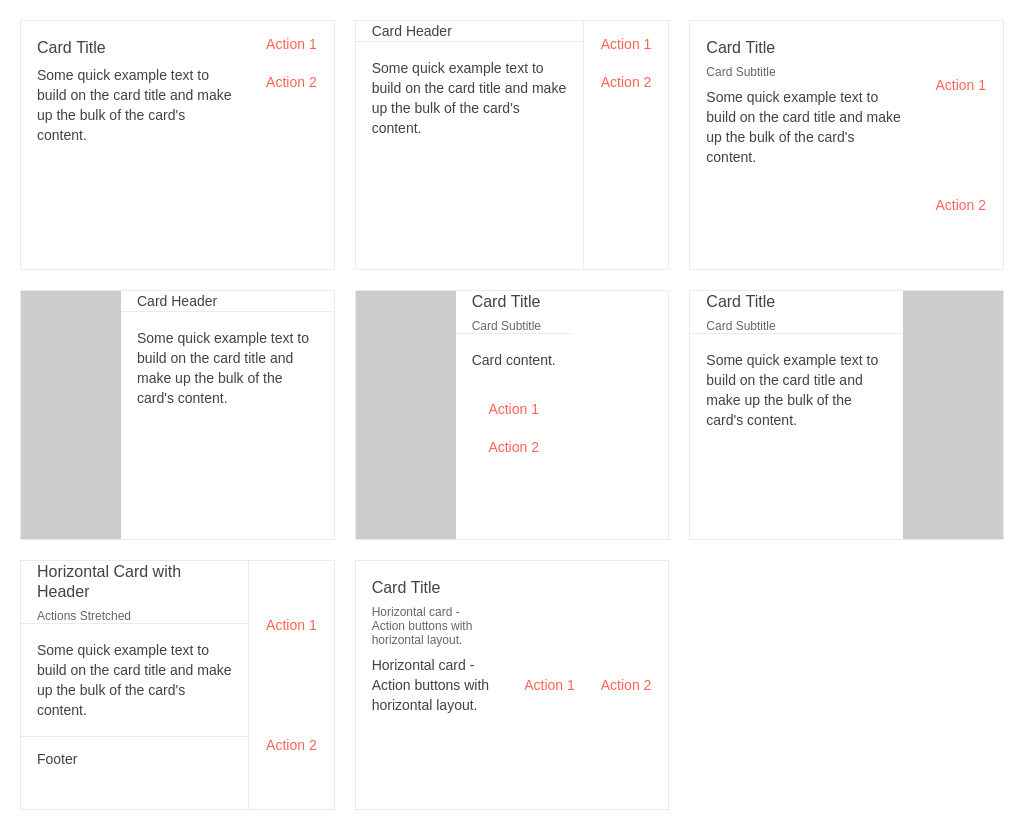 Card Title
Some quick example text to
build on the card title and make
up the bulk of the card's
content.
Action 1
Action 2
Card Header
Some quick example text to
build on the card title and make
up the bulk of the card's
content.
Action 1
Action 2
Card Title
Card Subtitle
Some quick example text to
build on the card title and make
up the bulk of the card's
content.
Action 1
Action 2
Card Header
Some quick example text to
build on the card title and
make up the bulk of the
card's content.
Card Title
Card Subtitle
Card content.
Action 1
Action 2
Card Title
Card Subtitle
Some quick example text to
build on the card title and
make up the bulk of the
card's content.
Horizontal Card with
Header
Actions Stretched
Some quick example text to
build on the card title and make
up the bulk of the card's
content.
Footer
Action 1
Action 2
Card Title
Horizontal card -
Action buttons with
horizontal layout.
Horizontal card -
Action buttons with
horizontal layout.
Action 1
Action 2